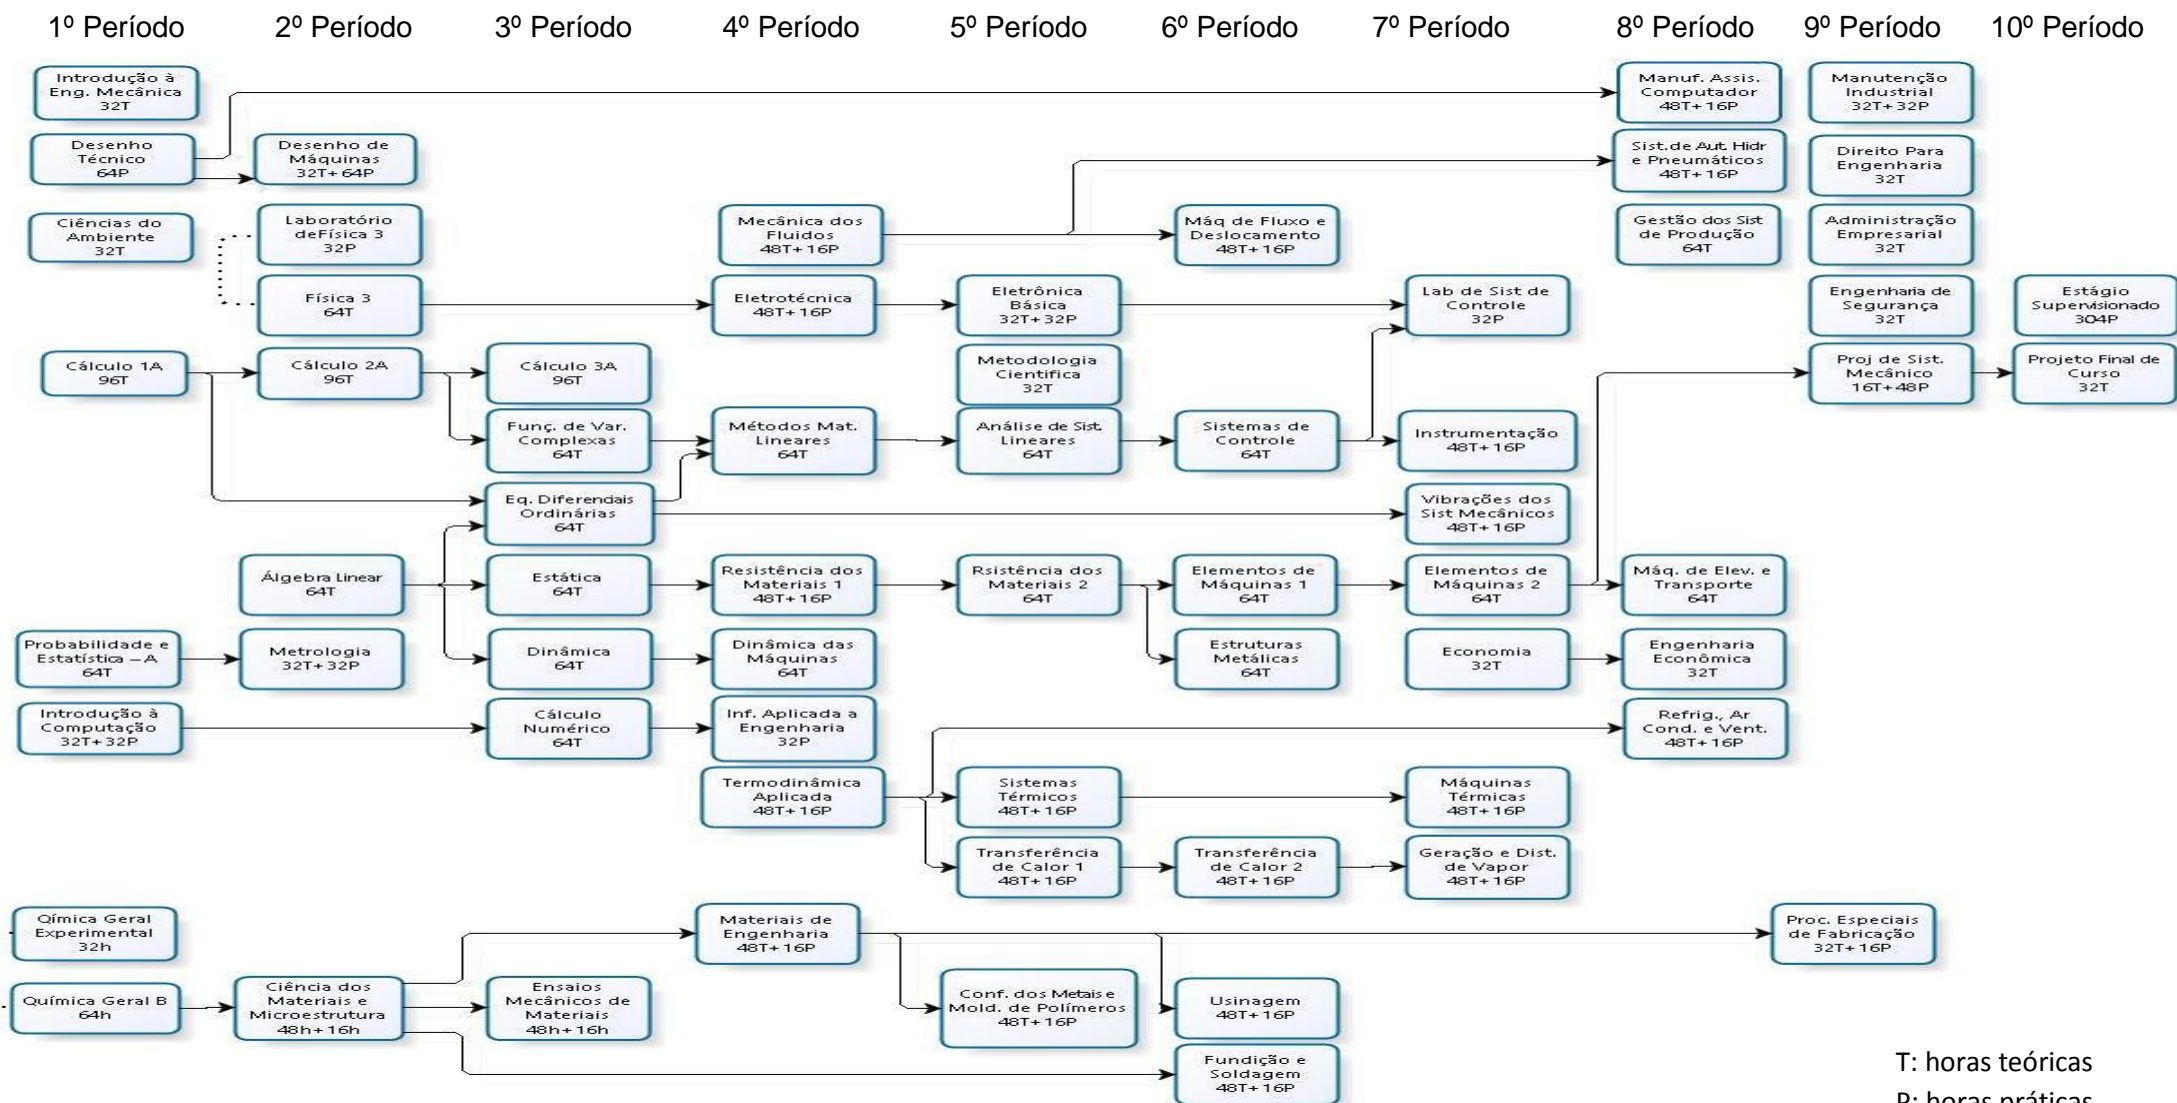 1º Período
2º Período
3º Período
4º Período
5º Período
6º Período
7º Período
8º Período
9º Período
10º Período
Introdução à
Eng. Mecânica
32T
Manuf. Assis.
Computador
48T+16P
Manutenção
Industrial
32T+32P
Desenho
Técnico
64P
Desenho de
Máquinas
32T+64P
Sist.de Aut. Hidr
e Pneumáticos
48T+16P
Direito Para
Engenharia
32T
Ciências do
Ambiente
32T
Laboratório
deFísica 3
32P
Mecânica dos
Fluidos
48T+16P
Máq de Fluxo e
Deslocamento
48T+16P
Gestão dos Sist
de Produção
64T
Administração
Empresarial
32T
Física 3
64T
Eletrotécnica
48T+16P
Eletrônica
Básica
32T+32P
Lab de Sist de
Controle
32P
Engenharia de
Segurança
32T
Estágio
Supervisionado
304P
Cálculo 1A
96T
Cálculo 2A
96T
Cálculo 3A
96T
Metodologia
Cientifica
32T
Proj de Sist.
Mecânico
16T+48P
Projeto Final de
Curso
32T
Funç. de Var.
Complexas
64T
Métodos Mat.
Lineares
64T
Análise de Sist.
Lineares
64T
Sistemas de
Controle
64T
Instrumentação
48T+16P
Eq. Diferenciais
Ordinárias
64T
Vibrações dos
Sist Mecânicos
48T+16P
Álgebra Linear
64T
Estática
64T
Resistência dos
Materiais 1
48T+16P
Rsistência dos
Materiais 2
64T
Elementos de
Máquinas 1
64T
Elementos de
Máquinas 2
64T
Máq. de Elev. e
Transporte
64T
Probabilidade e
Estatística – A
64T
Metrologia
32T+32P
Dinâmica
64T
Dinâmica das
Máquinas
64T
Estruturas
Metálicas
64T
Economia
32T
Engenharia
Econômica
32T
Introdução à
Computação
32T+32P
Cálculo
Numérico
64T
Inf. Aplicada a
Engenharia
32P
Refrig., Ar
Cond. e Vent.
48T+16P
Termodinâmica
Aplicada
48T+16P
Sistemas
Térmicos
48T+16P
Máquinas
Térmicas
48T+16P
Transferência
de Calor 1
48T+16P
Transferência
de Calor 2
48T+16P
Geração e Dist.
de Vapor
48T+16P
Qímica Geral
Experimental
32h
Materiais de
Engenharia
48T+16P
Proc. Especiais
de Fabricação
32T+16P
Química Geral B
64h
Ciência dos
Materiais e
Microestrutura
48h+16h
Ensaios
Mecânicos de
Materiais
48h+16h
Conf. dos Metais e
Mold. de Polímeros
48T+16P
Usinagem
48T+16P
Fundição e
Soldagem
48T+16P
T: horas teóricas
P: horas práticas